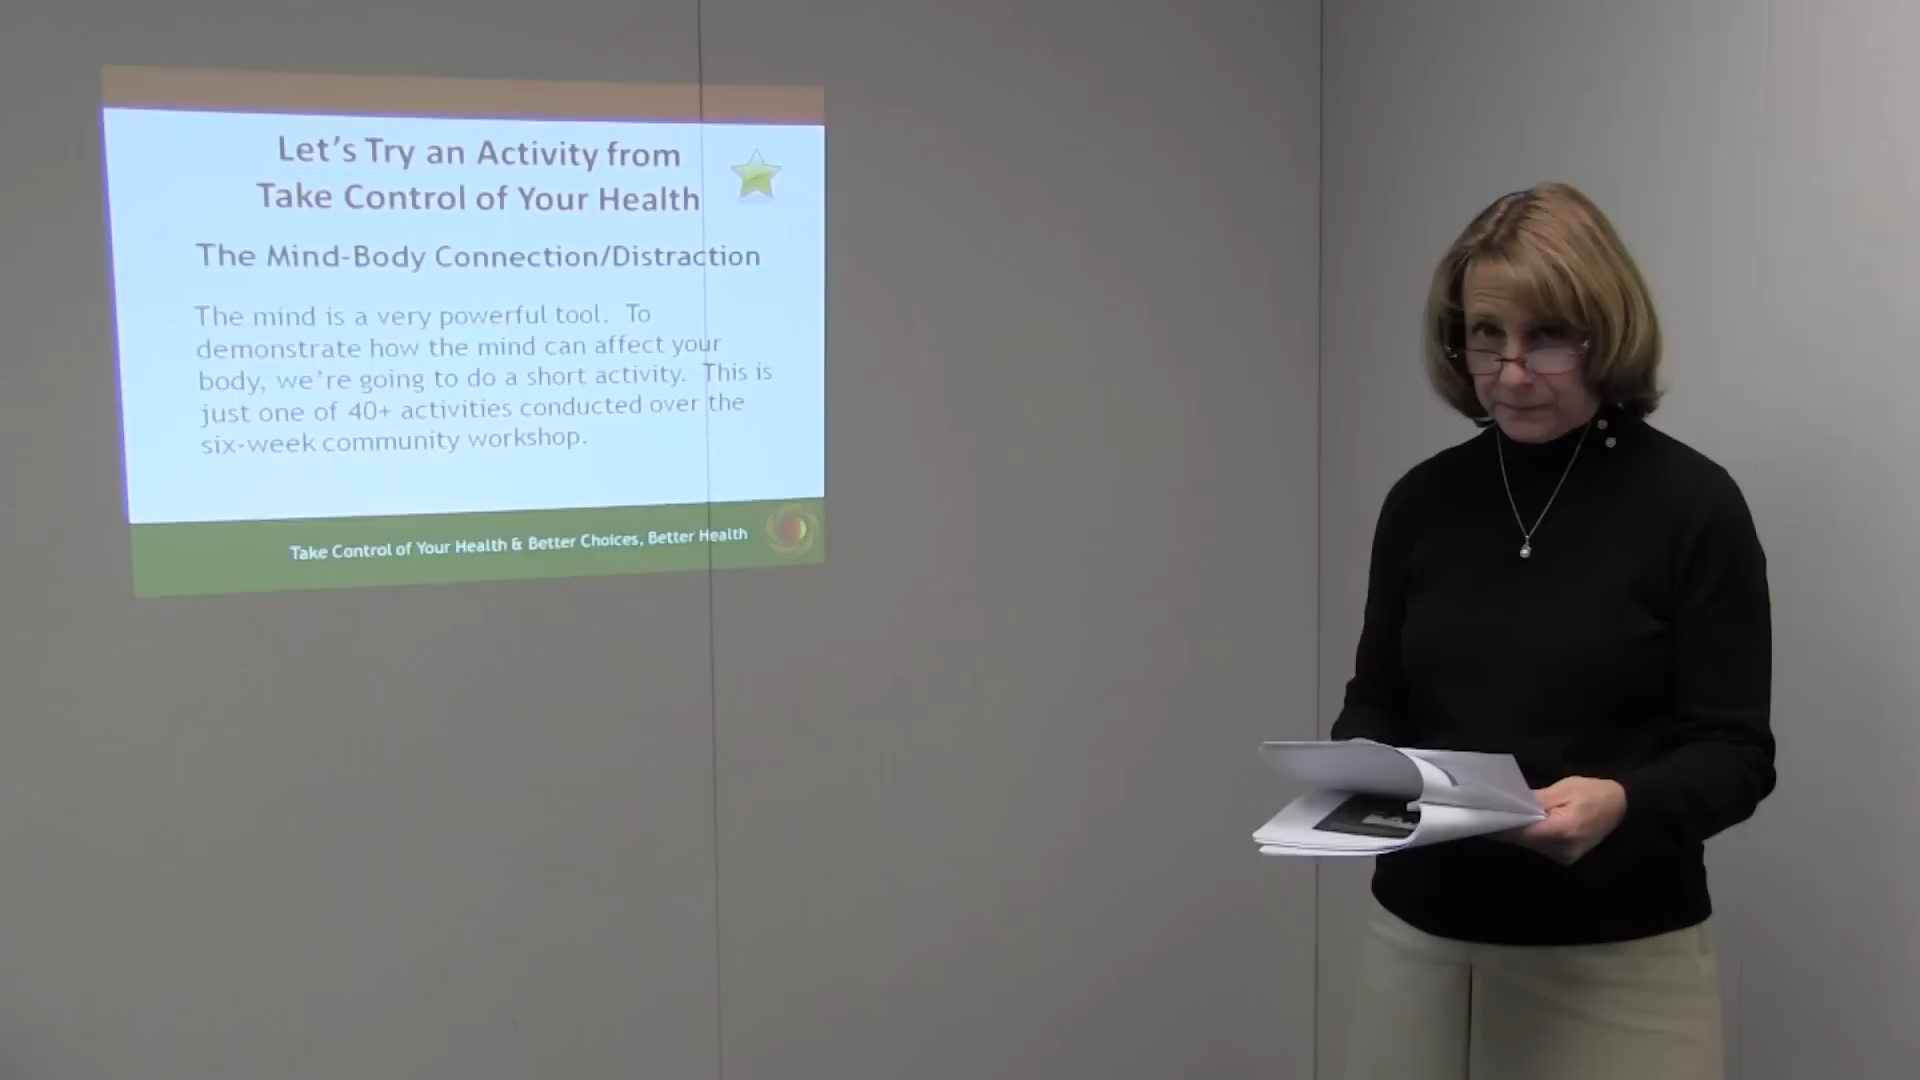 Let's Try an Activity from
Take Control of Your Health
The Mind-Body Connection/Distraction
The mind is a very powerful tool. To
demonstrate how the mind can affect your
body, we're going to do a short activity. This is
just one of 40+ activities conducted over the
six-week community workshop.
Take Control of Your Health & Better Choices, Better Health